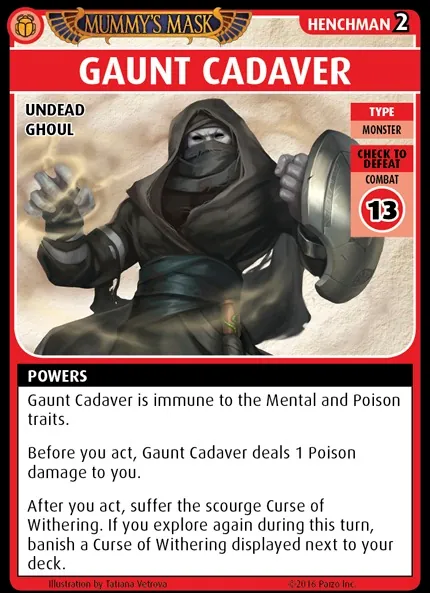 MUMMY'S MASK
HENCHMAN 2
GAUNT CADAVER
UNDEAD
GHOUL
TYPE
MONSTER
CHECK TO
DEFEAT
COMBAT
13
POWERS
Gaunt Cadaver is immune to the Mental and Poison
traits.
Before you act, Gaunt Cadaver deals 1 Poison
damage to you.
After you act, suffer the scourge Curse of
Withering. If you explore again during this turn,
banish a Curse of Withering displayed next to your
deck.
Illustration by Tatiana Vetrova
©2016 Paizo Inc.